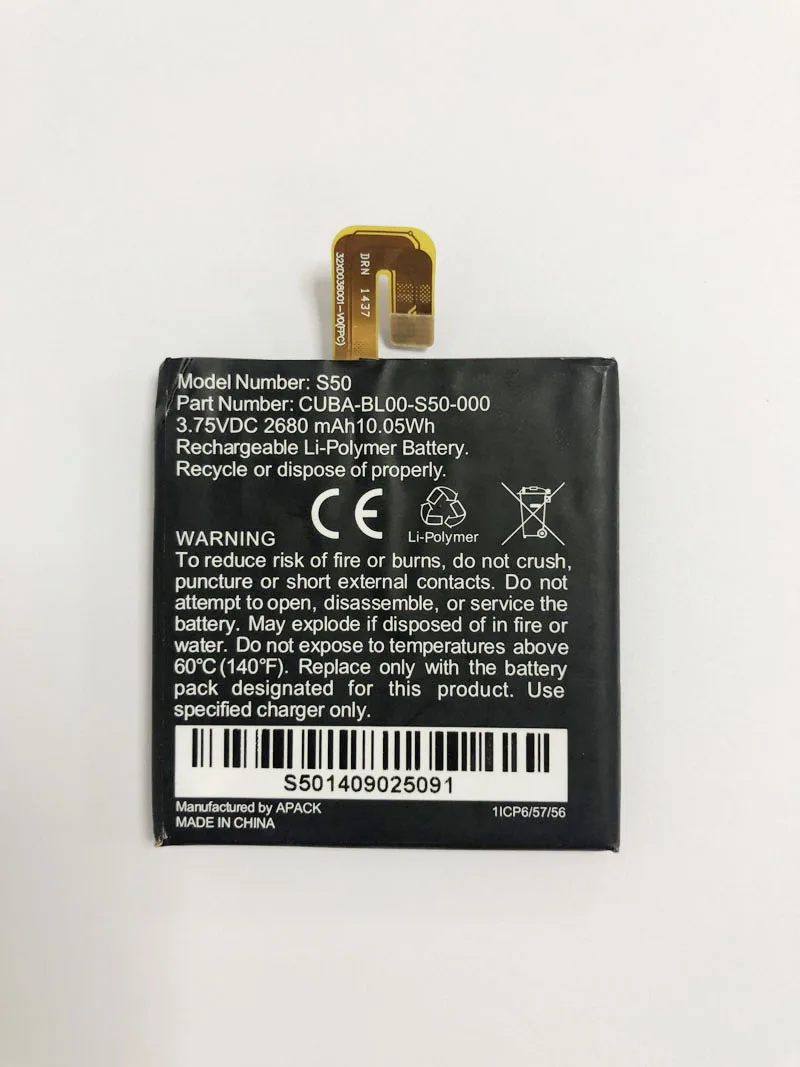 32XD038001-V0(FPC)
DRN 1437
Model Number: S50
Part Number: CUBA-BL00-S50-000
3.75VDC 2680 mAh10.05Wh
Rechargeable Li-Polymer Battery.
Recycle or dispose of properly.
CE
Li-Polymer
WARNING
To reduce risk of fire or burns, do not crush,
puncture or short external contacts. Do not
attempt to open, disassemble, or service the
battery. May explode if disposed of in fire or
water. Do not expose to temperatures above
60°C(140°F). Replace only with the battery
pack designated for this product. Use
specified charger only.
S501409025091
Manufactured by APACK
MADE IN CHINA
1ICP6/57/56